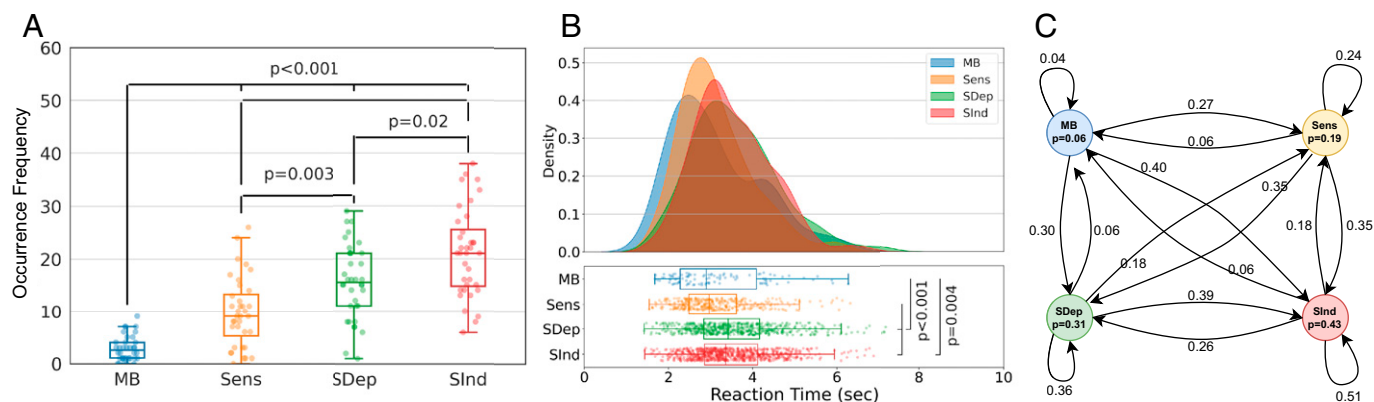 A
Occurrence Frequency
60
50
40
30
20
10
0
p<0.001
p=0.02
p=0.003
MB
Sens
SDep
SInd
B
Density
0.5
0.4
0.3
0.2
0.1
0.0
MB
Sens
SDep
SInd
MB
Sens
SDep
SInd
p<0.001
p=0.004
0
2
4
6
8
10
Reaction Time (sec)
C
0.04
0.24
MB
p=0.06
0.27
0.06
Sens
p=0.19
0.40
0.35
0.30
0.06
0.18
0.35
0.18
0.06
SDep
p=0.31
0.39
0.26
SInd
p=0.43
0.36
0.51